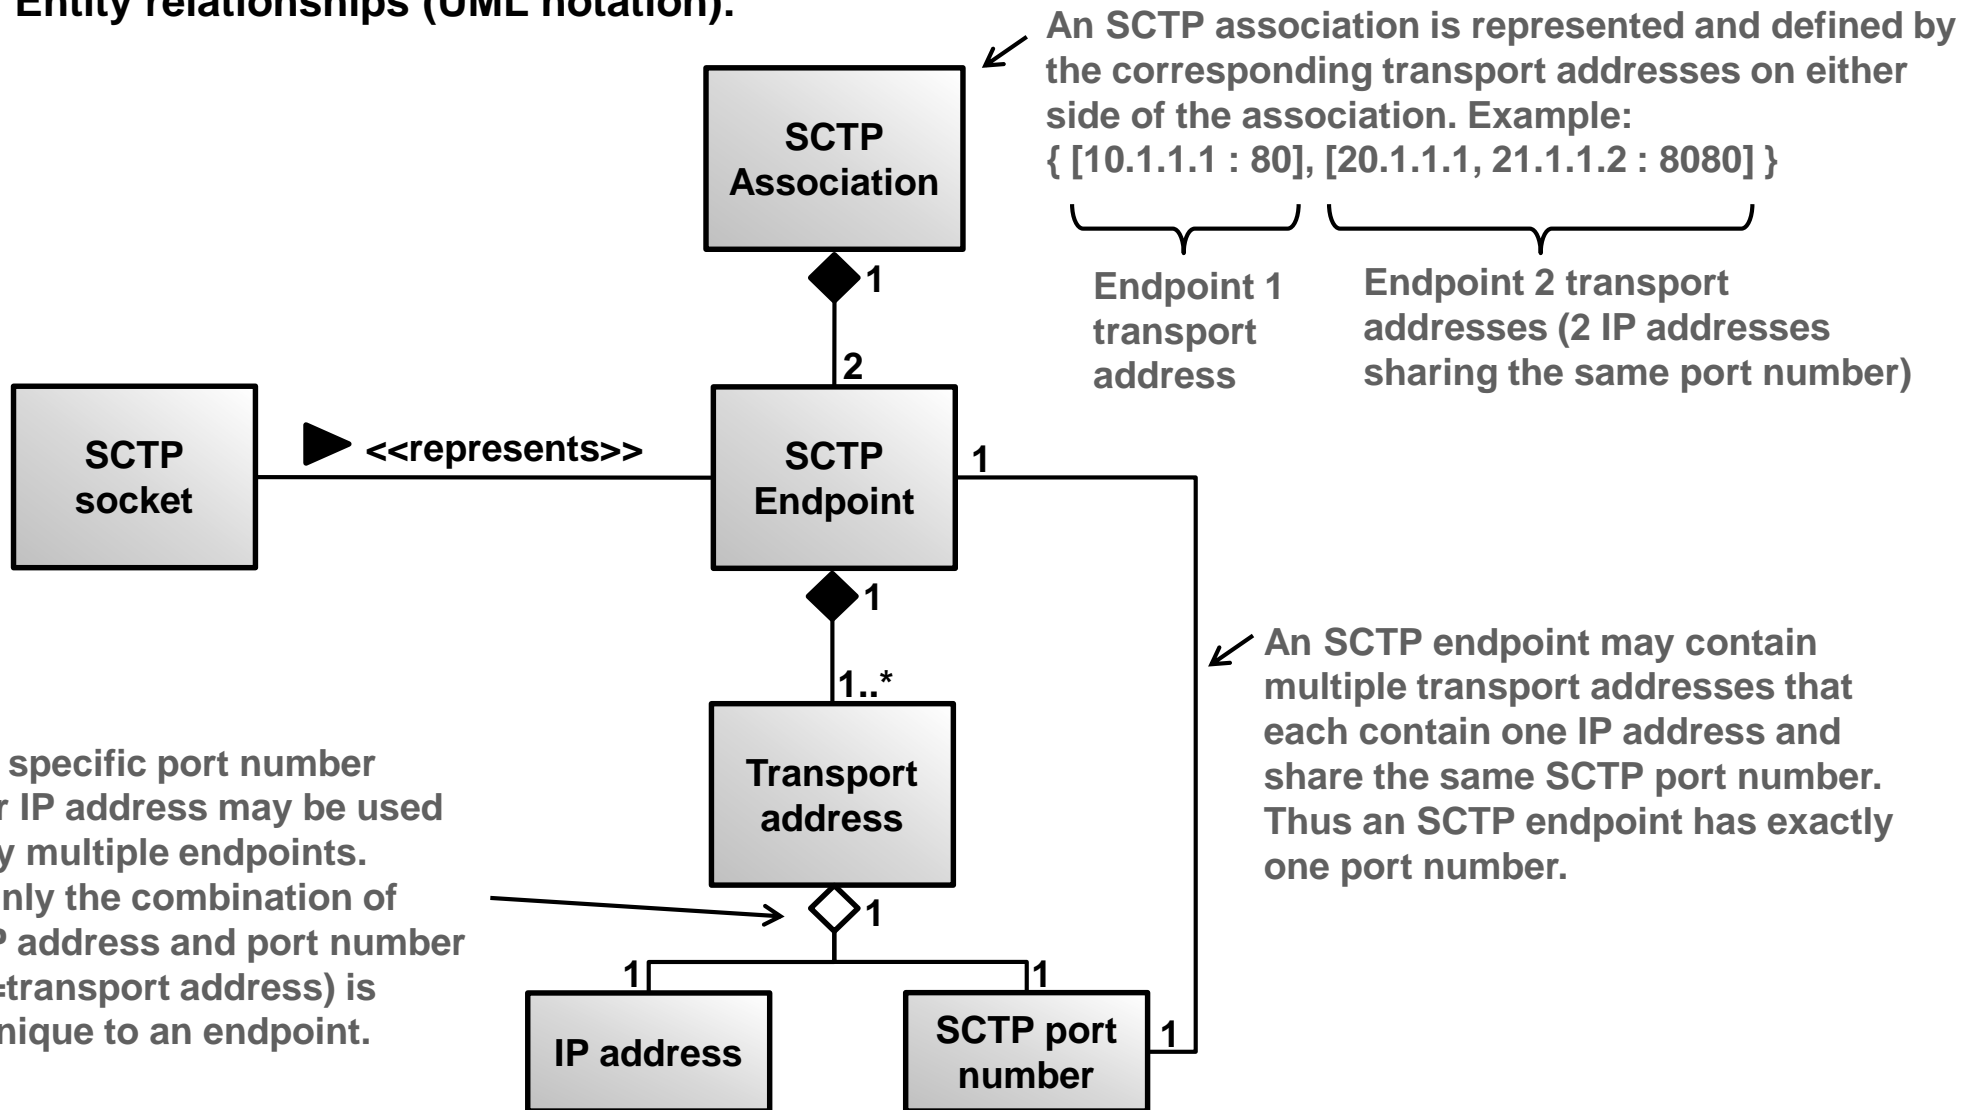 Entity relationships (UML notation):
An SCTP association is represented and defined by
the corresponding transport addresses on either
side of the association. Example:
{ [10.1.1.1 : 80], [20.1.1.1, 21.1.1.2 : 8080] }
Endpoint 1
transport
address
Endpoint 2 transport
addresses (2 IP addresses
sharing the same port number)
SCTP
Association
1
2
SCTP
socket
<<represents>>
SCTP
Endpoint
1
1
1..*
An SCTP endpoint may contain
multiple transport addresses that
each contain one IP address and
share the same SCTP port number.
Thus an SCTP endpoint has exactly
one port number.
Transport
address
specific port number
IP address may be used
multiple endpoints.
the combination of
address and port number
=transport address) is
to an endpoint.
1
1
1
IP address
SCTP port
number
1